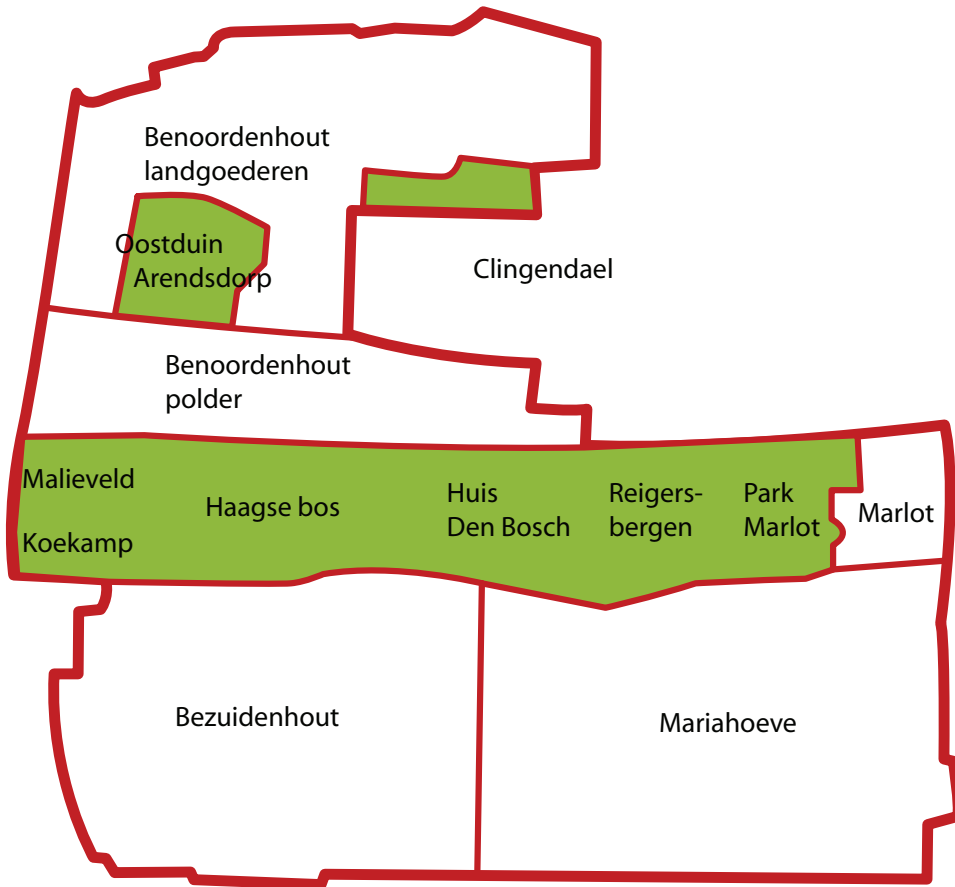 Benoordenhout
landgoederen
Oostduin
Arendsdorp
Clingendael
Benoordenhout
polder
Malieveld
Koekamp
Haagse bos
Huis
Den Bosch
Reigers-
bergen
Park
Marlot
Marlot
Bezuidenhout
Mariahoeve